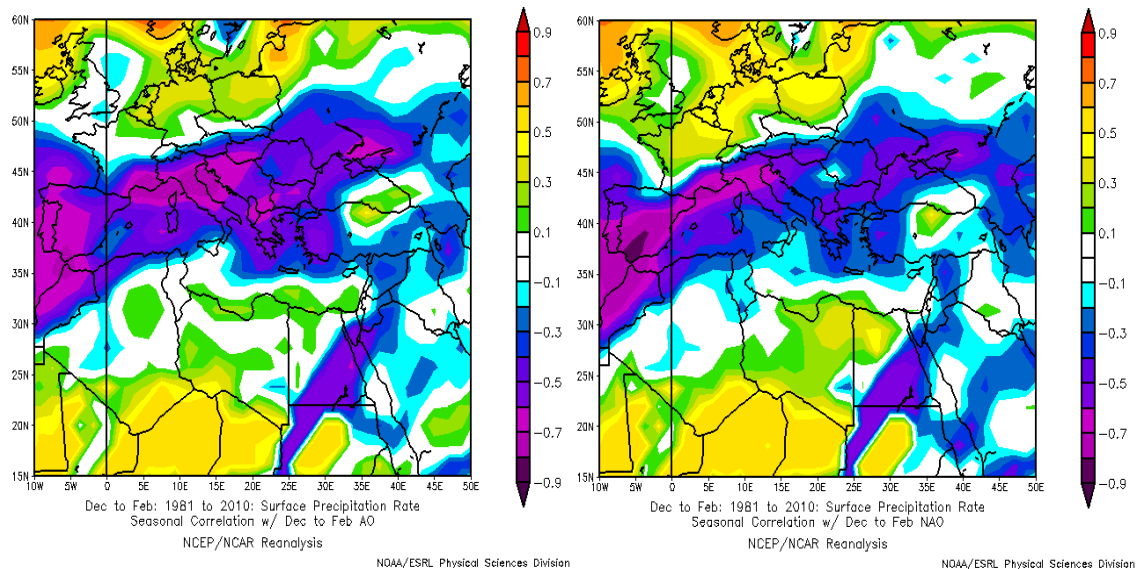 60N
55N
50N
45N
40N
35N
30N
25N
20N
15N
10W 5W 0 5E 10E 15E 20E 25E 30E 35E 40E 45E 50E
0.9
0.7
0.5
0.3
0.1
−0.1
−0.3
−0.5
−0.7
−0.9
Dec to Feb: 1981 to 2010: Surface Precipitation Rate
Seasonal Correlation w/ Dec to Feb AO
NCEP/NCAR Reanalysis
NOAA/ESRL Physical Sciences Division
60N
55N
50N
45N
40N
35N
30N
25N
20N
15N
10W 5W 0 5E 10E 15E 20E 25E 30E 35E 40E 45E 50E
0.9
0.7
0.5
0.3
0.1
−0.1
−0.3
−0.5
−0.7
−0.9
Dec to Feb: 1981 to 2010: Surface Precipitation Rate
Seasonal Correlation w/ Dec to Feb NAO
NCEP/NCAR Reanalysis
NOAA/ESRL Physical Sciences Division